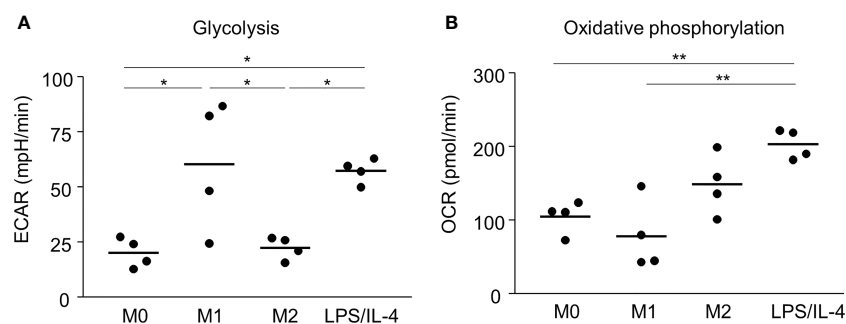 A
Glycolysis
*
* * *
ECAR (mpH/min)
100
75
50
25
0
M0 M1 M2 LPS/IL-4
B
Oxidative phosphorylation
**
**
OCR (pmol/min)
300
200
100
0
M0 M1 M2 LPS/IL-4